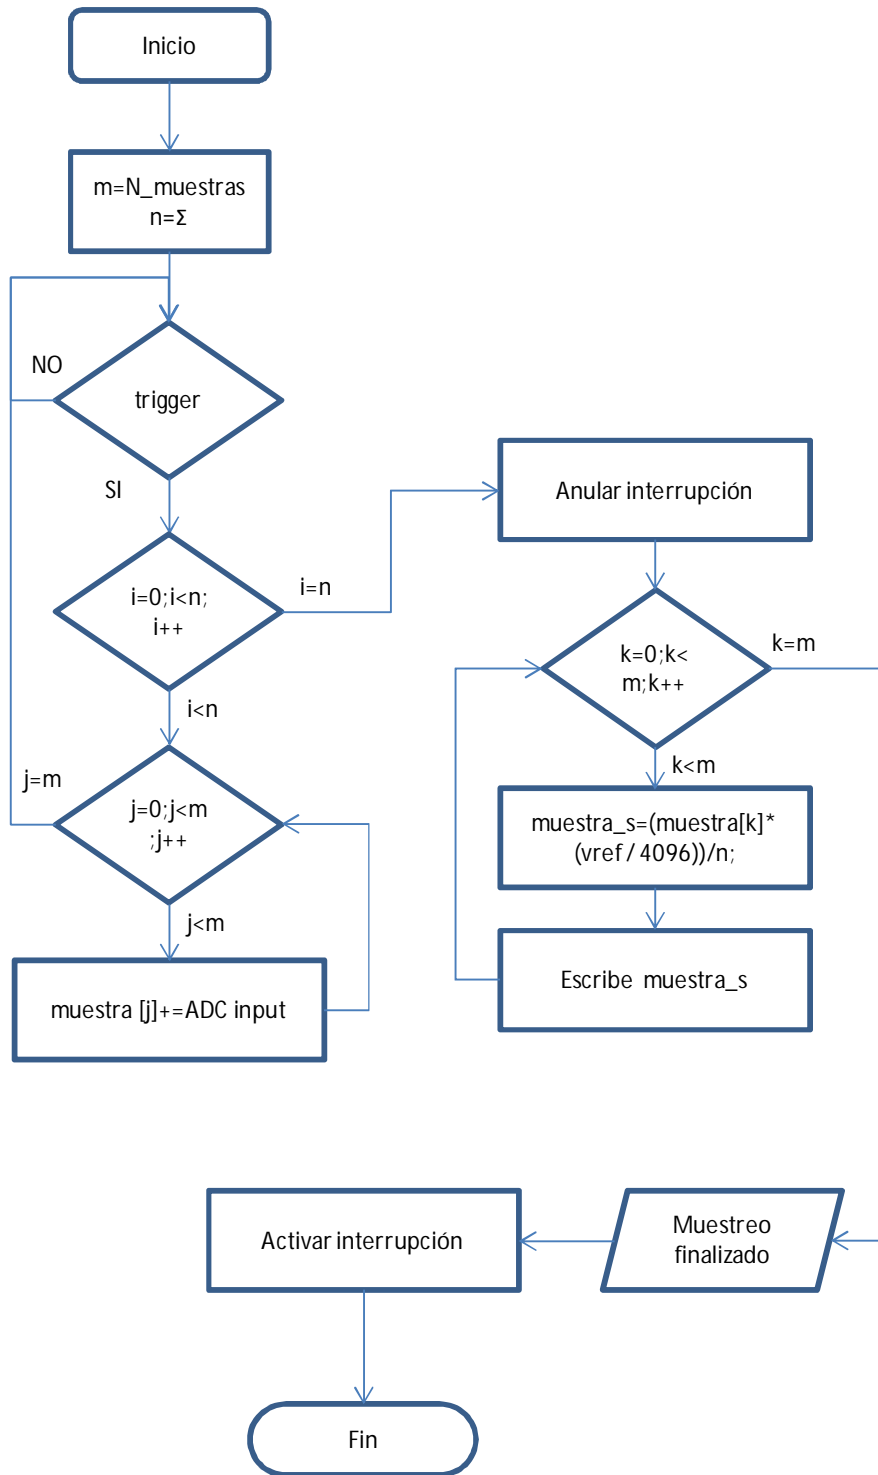 Inicio
m=N_muestras
n=Σ
NO
trigger
SI
i=0;i<n;
i++
i=n
i<n
j=m
j=0;j<m
;j++
j<m
muestra [j]+=ADC input
Anular interrupción
k=0;k<
m;k++
k=m
k<m
muestra_s=(muestra[k]*
(vref / 4096))/n;
Escribe muestra_s
Muestreo
finalizado
Activar interrupción
Fin